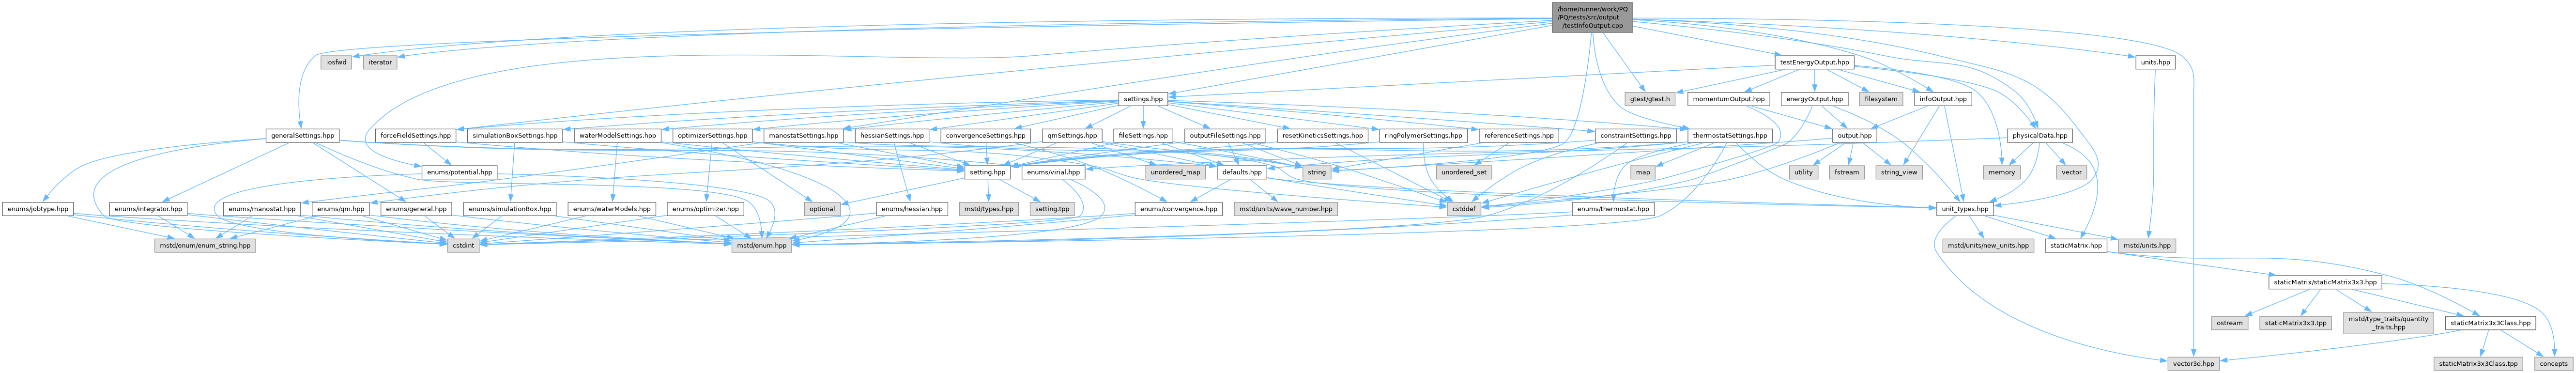 /home/runner/work/PQ
/PQ/tests/src/output
/testInfoOutput.cpp
iosfwd
iterator
testEnergyOutput.hpp
units.hpp
settings.hpp
gtest/gtest.h
momentumOutput.hpp
energyOutput.hpp
filesystem
infoOutput.hpp
generalSettings.hpp
forceFieldSettings.hpp
simulationBoxSettings.hpp
waterModelSettings.hpp
optimizerSettings.hpp
manostatSettings.hpp
hessianSettings.hpp
convergenceSettings.hpp
qmSettings.hpp
fileSettings.hpp
outputFileSettings.hpp
resetKineticsSettings.hpp
ringPolymerSettings.hpp
referenceSettings.hpp
constraintSettings.hpp
thermostatSettings.hpp
output.hpp
physicalData.hpp
enums/potential.hpp
setting.hpp
enums/virial.hpp
unordered_map
defaults.hpp
string
unordered_set
map
utility
fstream
string_view
memory
vector
enums/jobtype.hpp
enums/integrator.hpp
enums/manostat.hpp
enums/qm.hpp
enums/general.hpp
enums/simulationBox.hpp
enums/waterModels.hpp
enums/optimizer.hpp
optional
enums/hessian.hpp
mstd/types.hpp
setting.tpp
enums/convergence.hpp
mstd/units/wave_number.hpp
cstddef
enums/thermostat.hpp
unit_types.hpp
mstd/enum/enum_string.hpp
cstdint
mstd/enum.hpp
mstd/units/new_units.hpp
staticMatrix.hpp
mstd/units.hpp
staticMatrix/staticMatrix3x3.hpp
ostream
staticMatrix3x3.tpp
mstd/type_traits/quantity
_traits.hpp
staticMatrix3x3Class.hpp
vector3d.hpp
staticMatrix3x3Class.tpp
concepts